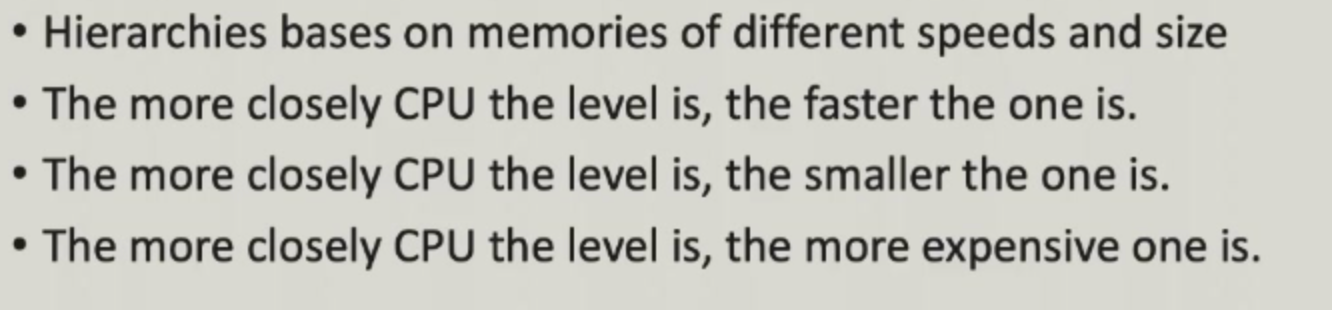 • Hierarchies bases on memories of different speeds and size
• The more closely CPU the level is, the faster the one is.
• The more closely CPU the level is, the smaller the one is.
• The more closely CPU the level is, the more expensive one is.